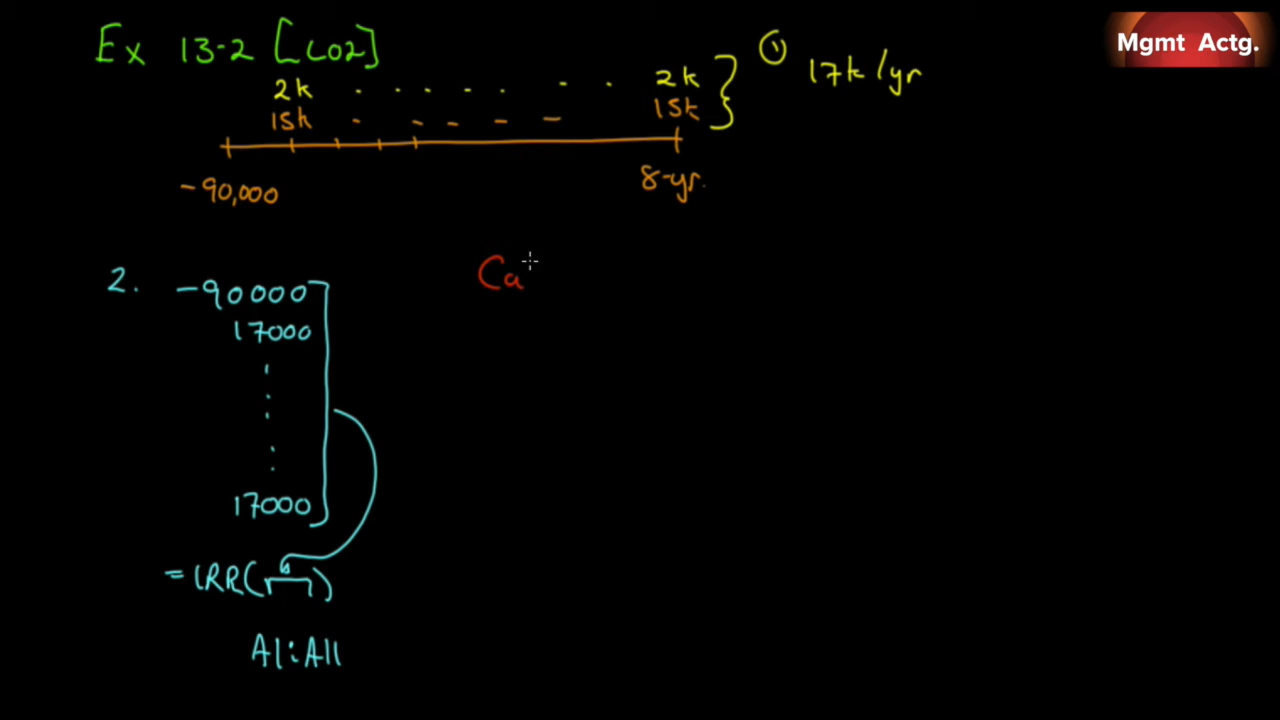 Mgmt Actg.
Ex 13-2 [LO2]
2k 2k
15k 15k
① 17k/yr
-90,000 8-yr.
2. -90000
17000
17000
=IRR( )
A1:A11
Ca